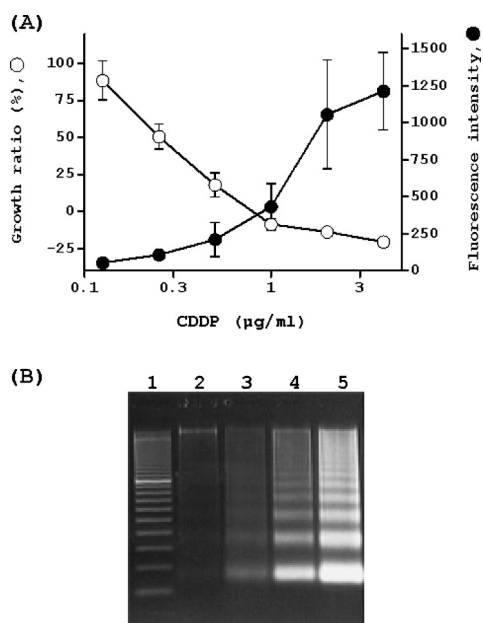 (A)
Growth ratio (%), ○
100
75
50
25
0
−25
1500
1250
1000
750
500
250
0
Fluorescence intensity, ●
0.1 0.3 1 3
CDDP (μg/ml)
(B)
1 2 3 4 5